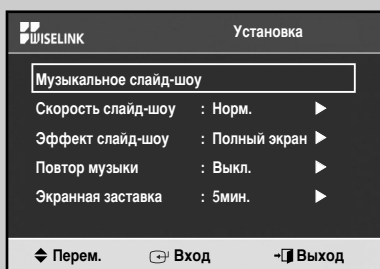 WISELINK Установка
Музыкальное слайд-шоу
Скорость слайд-шоу : Норм.
Эффект слайд-шоу : Полный экран
Повтор музыки : Выкл.
Экранная заставка : 5мин.
Перем. Вход Выход